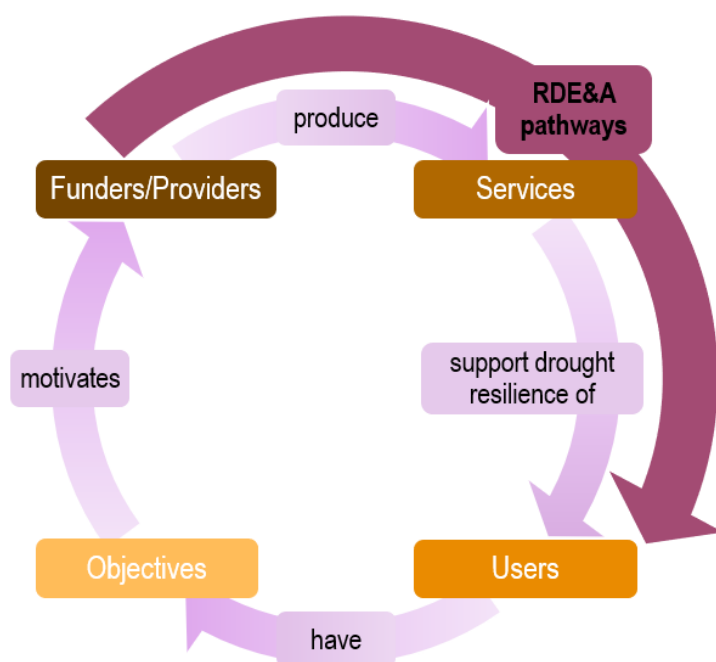 produce
RDE&A
pathways
Funders/Providers
Services
motivates
support drought
resilience of
Objectives
Users
have